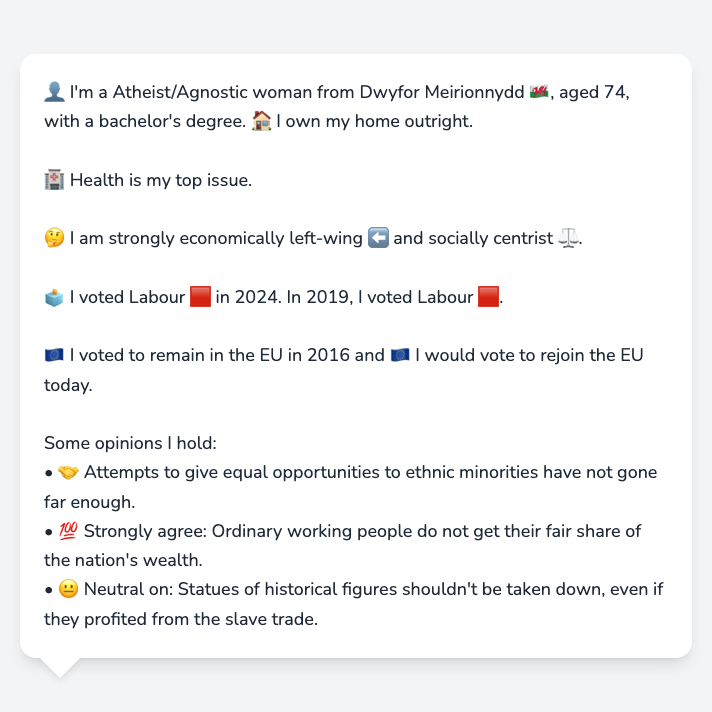 👤 I'm a Atheist/Agnostic woman from Dwyfor Meirionnydd 🏴󠁧󠁢󠁷󠁬󠁳󠁿, aged 74,
with a bachelor's degree. 🏠 I own my home outright.
🏥 Health is my top issue.
🤔 I am strongly economically left-wing ⬅️ and socially centrist ⚖️.
🗳️ I voted Labour 🟥 in 2024. In 2019, I voted Labour 🟥.
🇪🇺 I voted to remain in the EU in 2016 and 🇪🇺 I would vote to rejoin the EU
today.
Some opinions I hold:
• 🤝 Attempts to give equal opportunities to ethnic minorities have not gone
far enough.
• 💯 Strongly agree: Ordinary working people do not get their fair share of
the nation's wealth.
• 😐 Neutral on: Statues of historical figures shouldn't be taken down, even if
they profited from the slave trade.